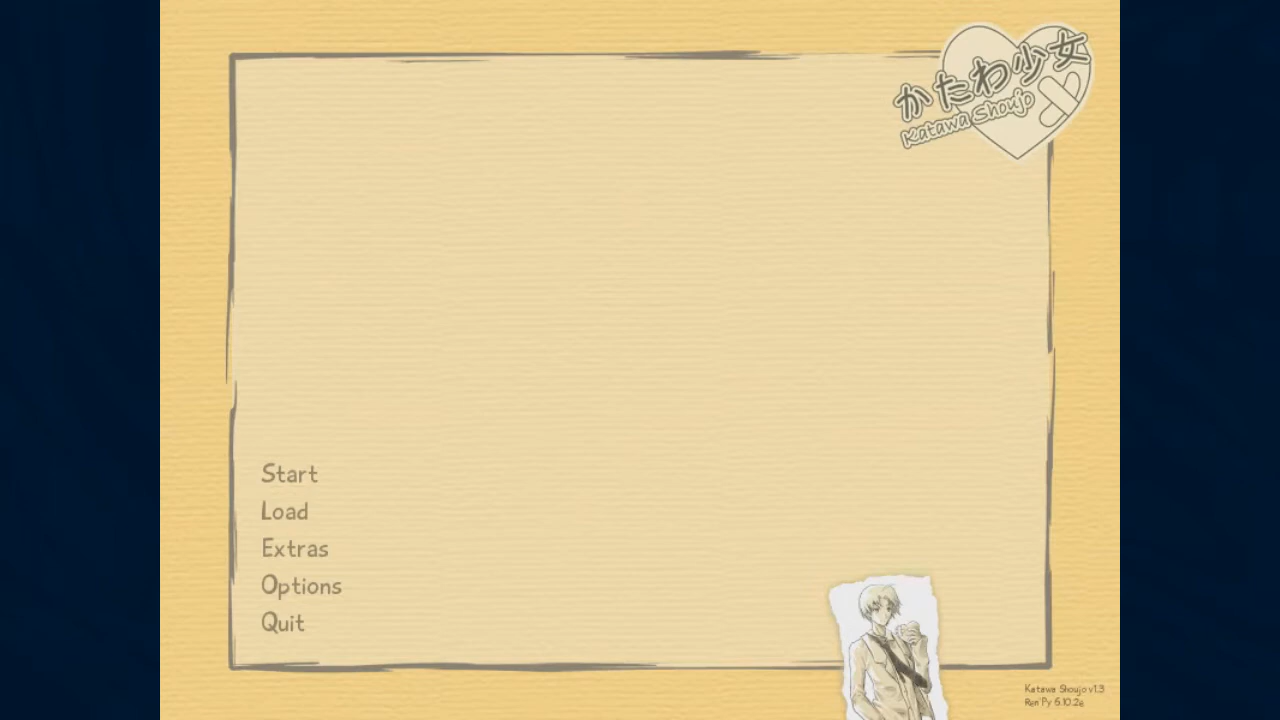 かたわ少女
Katawa Shoujo
Start
Load
Extras
Options
Quit
Katawa Shoujo v1.3
Ren'Py 6.10.2e